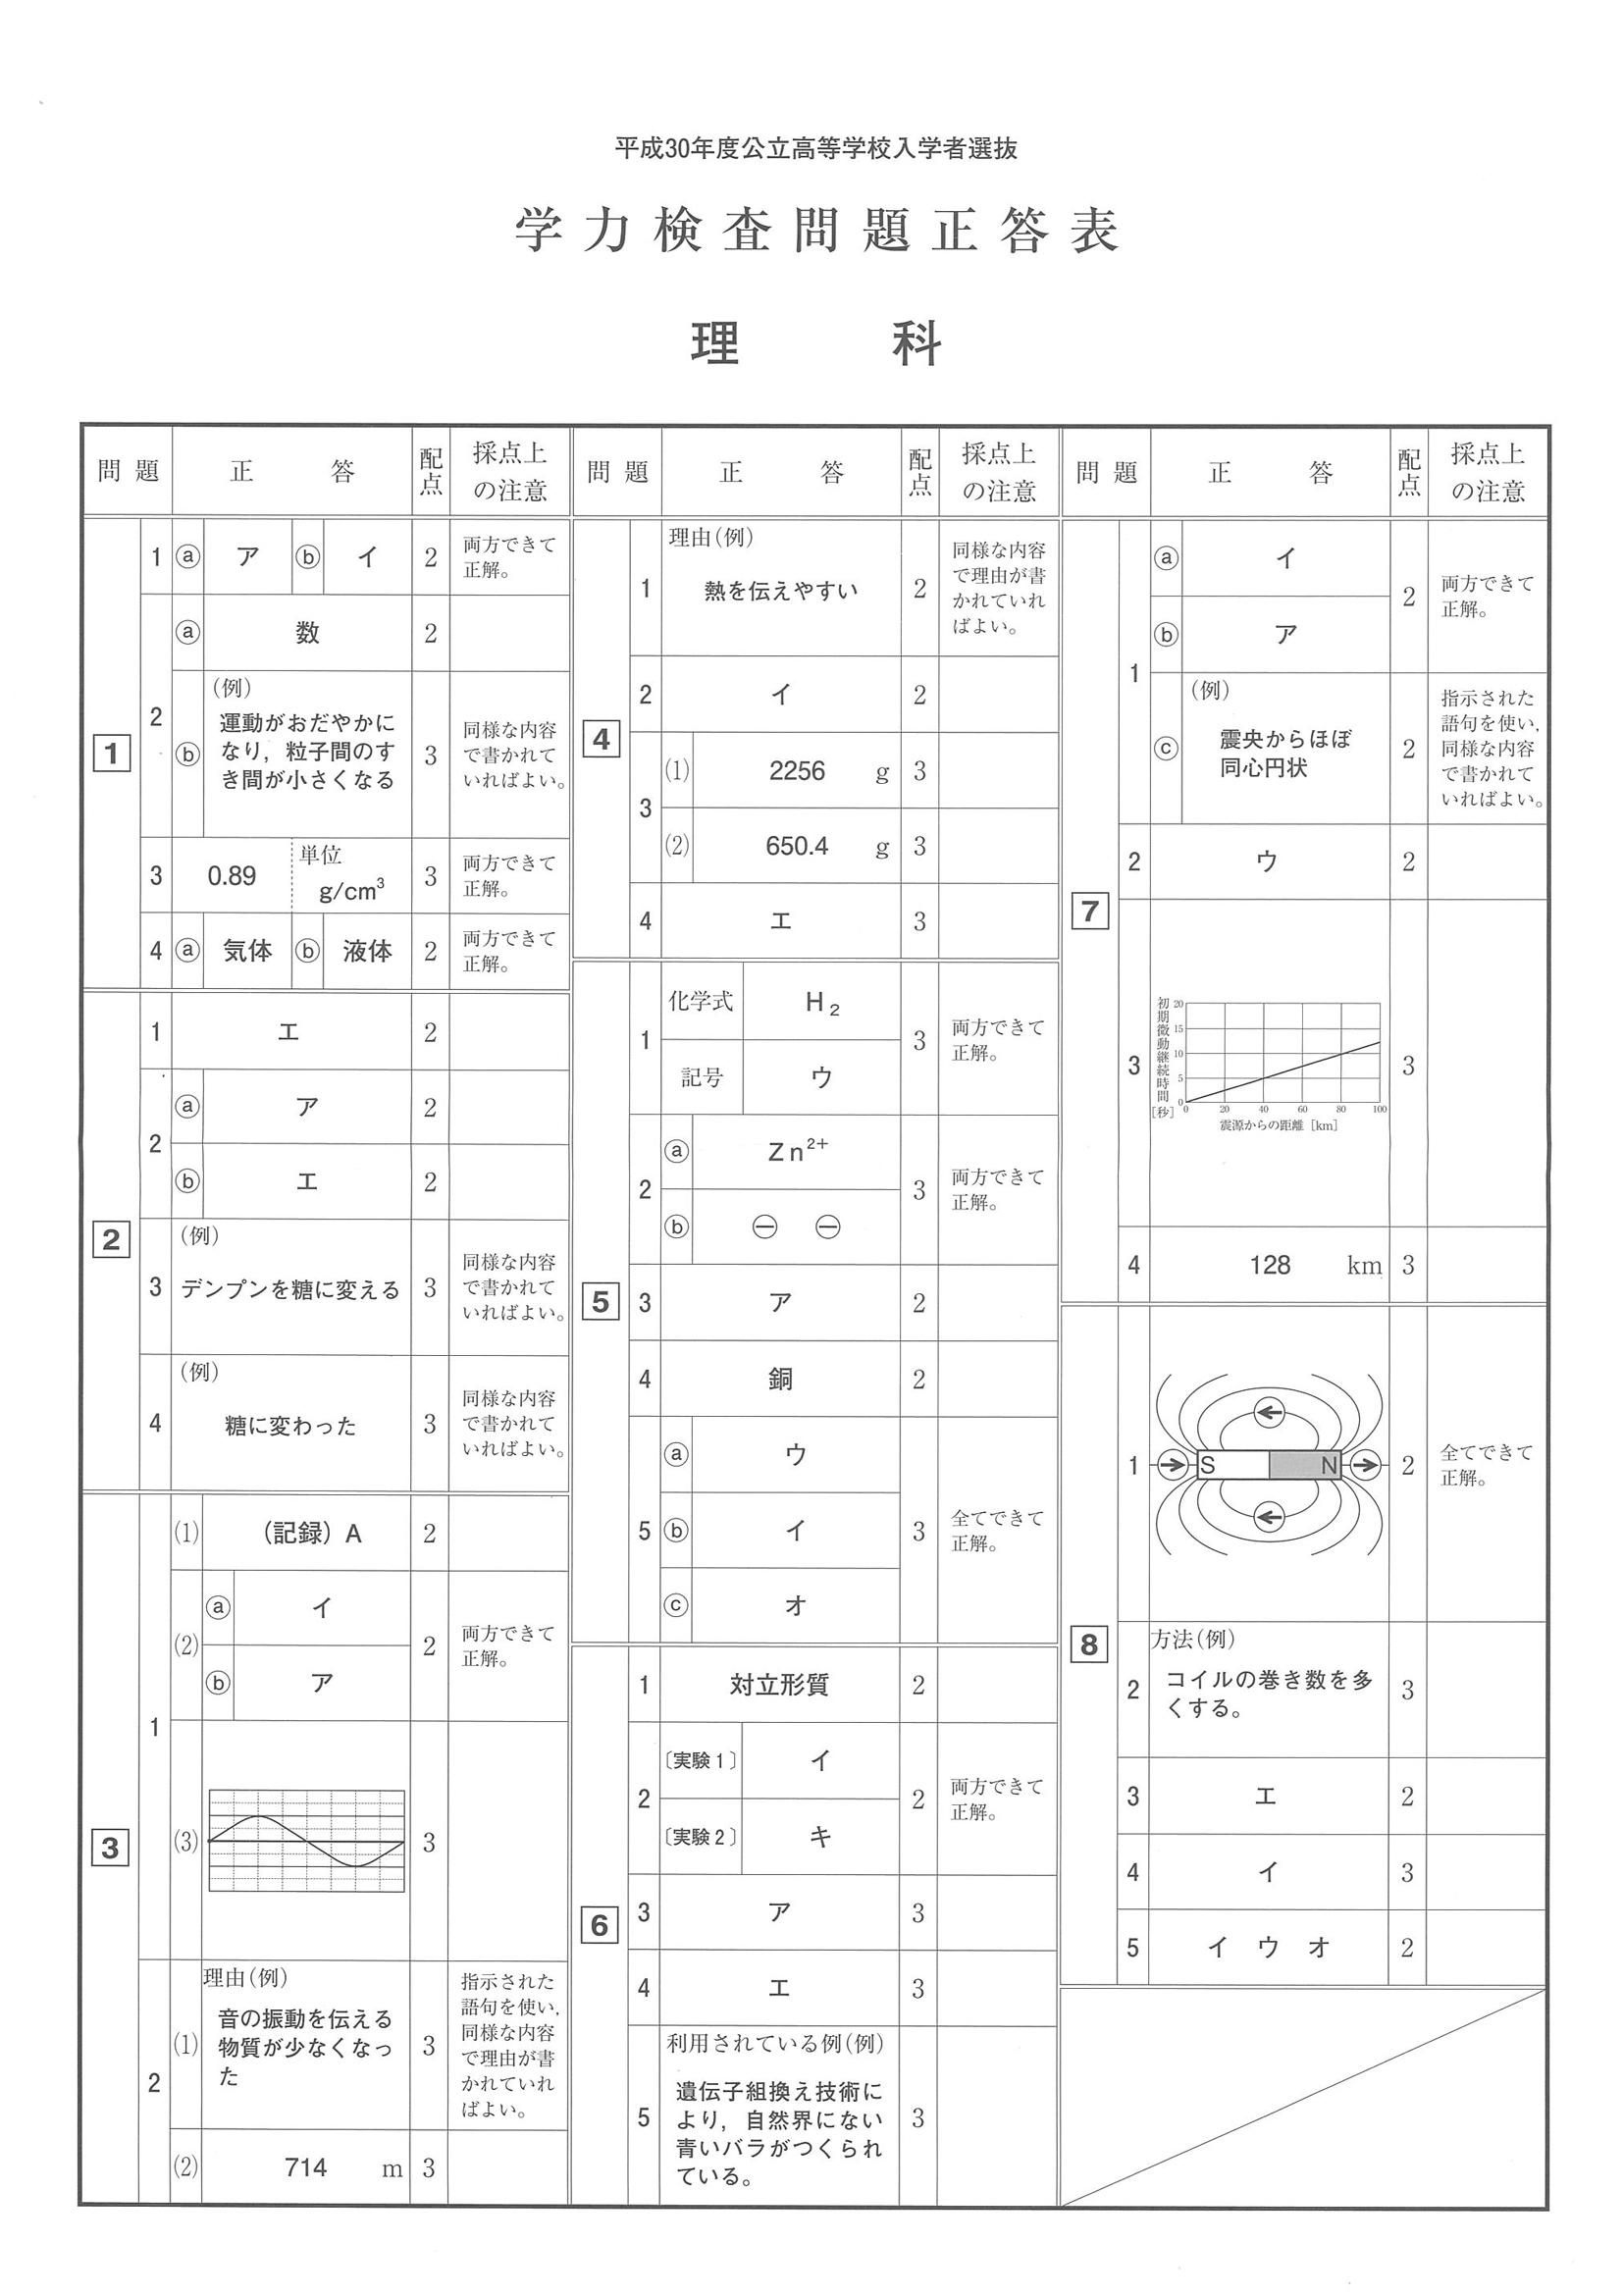 平成30年度公立高等学校入学者選抜
学力検査問題正答表
理 科
問題 正 答 配点 採点上の注意
1
1 ⓐ ア ⓑ イ 2 両方できて正解。
2 ⓐ 数 2
ⓑ (例)
運動がおだやかに
なり，粒子間のす
き間が小さくなる
3
同様な内容
で書かれて
いればよい。
3 0.89 単位 g/cm³ 3 両方できて正解。
4 ⓐ 気体 ⓑ 液体 2 両方できて正解。
2
1 エ 2
2 ⓐ ア 2
ⓑ エ 2
3 (例)
デンプンを糖に変える
3
同様な内容
で書かれて
いればよい。
4 (例)
糖に変わった
3
同様な内容
で書かれて
いればよい。
3
1 (1) （記録）A 2
(2) ⓐ イ
ⓑ ア
2 両方できて正解。
(3) 3
2 (1) 理由(例)
音の振動を伝える
物質が少なくなっ
た
3
指示された
語句を使い，
同様な内容
で理由が書
かれていれ
ばよい。
(2) 714 m 3
問題 正 答 配点 採点上の注意
4
1 理由(例)
熱を伝えやすい
2
同様な内容
で理由が書
かれていれ
ばよい。
2 イ 2
3 (1) 2256 g 3
(2) 650.4 g 3
4 エ 3
5
1 化学式 H₂
記号 ウ
3 両方できて正解。
2 ⓐ Zn²⁺
ⓑ ⊖ ⊖
3 両方できて正解。
3 ア 2
4 銅 2
5 ⓐ ウ
ⓑ イ
ⓒ オ
3 全てできて正解。
6
1 対立形質 2
2 〔実験1〕 イ
〔実験2〕 キ
2 両方できて正解。
3 ア 3
4 エ 3
5 利用されている例(例)
遺伝子組換え技術に
より，自然界にない
青いバラがつくられ
ている。
3
問題 正 答 配点 採点上の注意
7
1 ⓐ イ
ⓑ ア
2 両方できて正解。
ⓒ (例)
震央からほぼ
同心円状
2
指示された
語句を使い，
同様な内容
で書かれて
いればよい。
2 ウ 2
3
初期微動継続時間[秒]
20
15
10
5
0
0 20 40 60 80 100
震源からの距離［km］
3
4 128 km 3
8
1 S N 2 全てできて正解。
2 方法(例)
コイルの巻き数を多
くする。
3
3 エ 2
4 イ 3
5 イ ウ オ 2